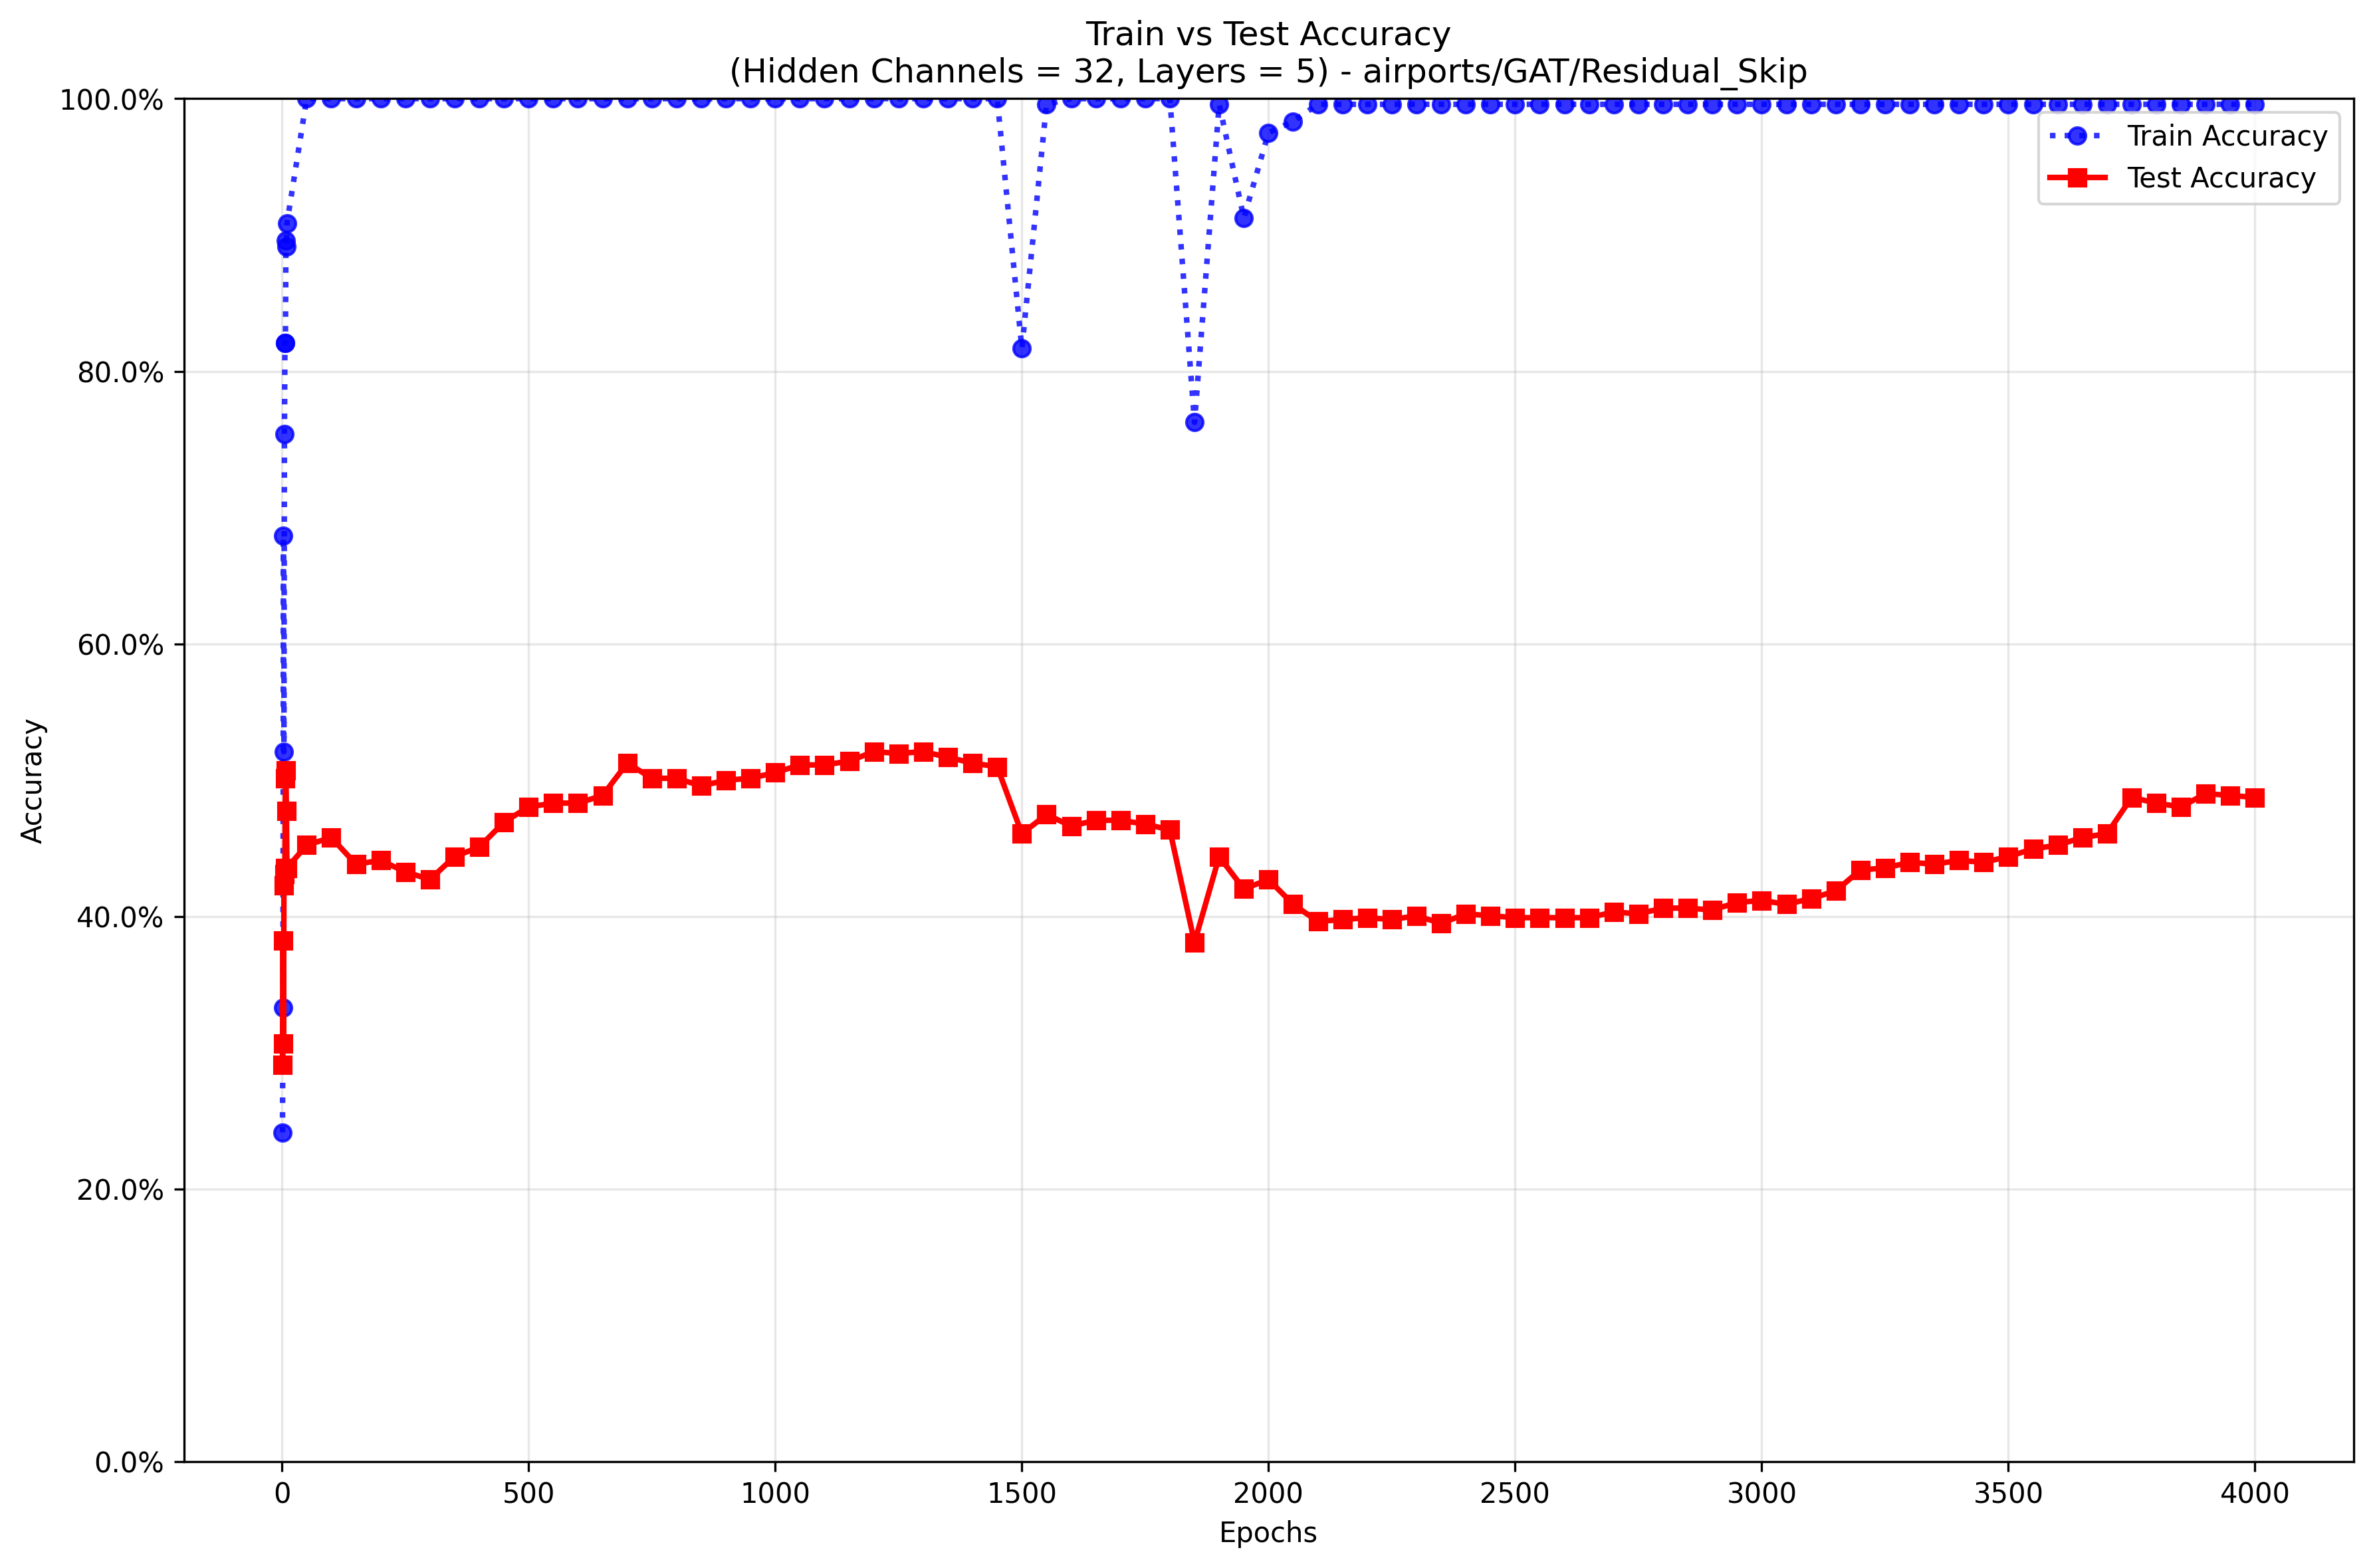 Train vs Test Accuracy
(Hidden Channels = 32, Layers = 5) - airports/GAT/Residual_Skip
100.0%
80.0%
60.0%
40.0%
20.0%
0.0%
Accuracy
Train Accuracy
Test Accuracy
0 500 1000 1500 2000 2500 3000 3500 4000
Epochs